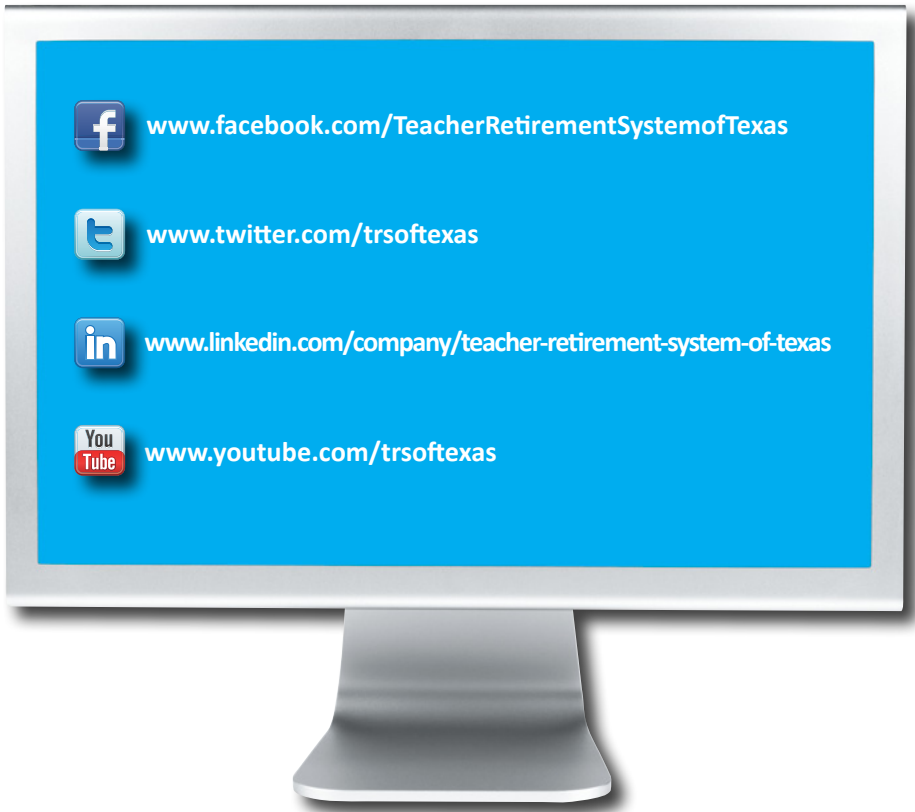 f www.facebook.com/TeacherRetirementSystemofTexas
t www.twitter.com/trsoftexas
in www.linkedin.com/company/teacher-retirement-system-of-texas
You
Tube www.youtube.com/trsoftexas